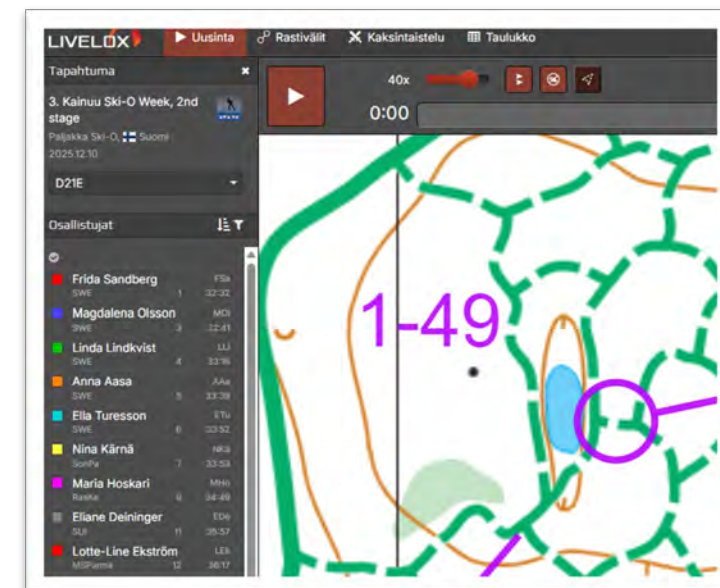 LIVELOX
Uusinta
Rastivälit
Kaksintaistelu
Taulukko
Tapahtuma
3. Kainuu Ski-O Week, 2nd
stage
Paljakka Ski-O, Suomi
2025.12.10
D21E
40x
0:00
Osallistujat
Frida Sandberg FSa
SWE 1 32:32
Magdalena Olsson MOl
SWE 3 32:41
Linda Lindkvist LLi
SWE 4 33:16
Anna Aasa AAa
SWE 5 33:39
Ella Turesson ETu
SWE 6 33:52
Nina Kärnä NKä
SonPa 7 33:53
Maria Hoskari MHo
RasKe 9 34:49
Eliane Deininger EDe
SUI 11 35:57
Lotte-Line Ekström LEk
MSParma 12 36:17
1-49